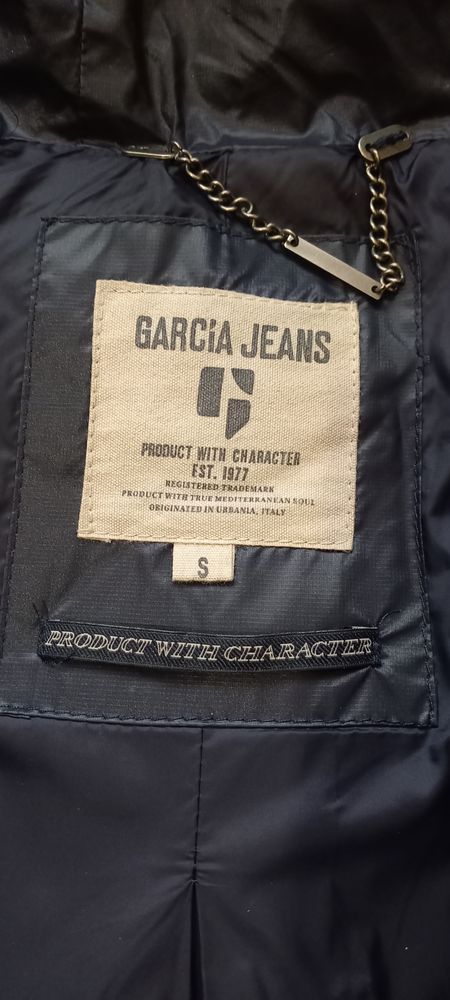 GARCíA JEANS
PRODUCT WITH CHARACTER
EST. 1977
REGISTERED TRADEMARK
PRODUCT WITH TRUE MEDITERRANEAN SOUL
ORIGINATED IN URBANIA, ITALY
S
PRODUCT WITH CHARACTER